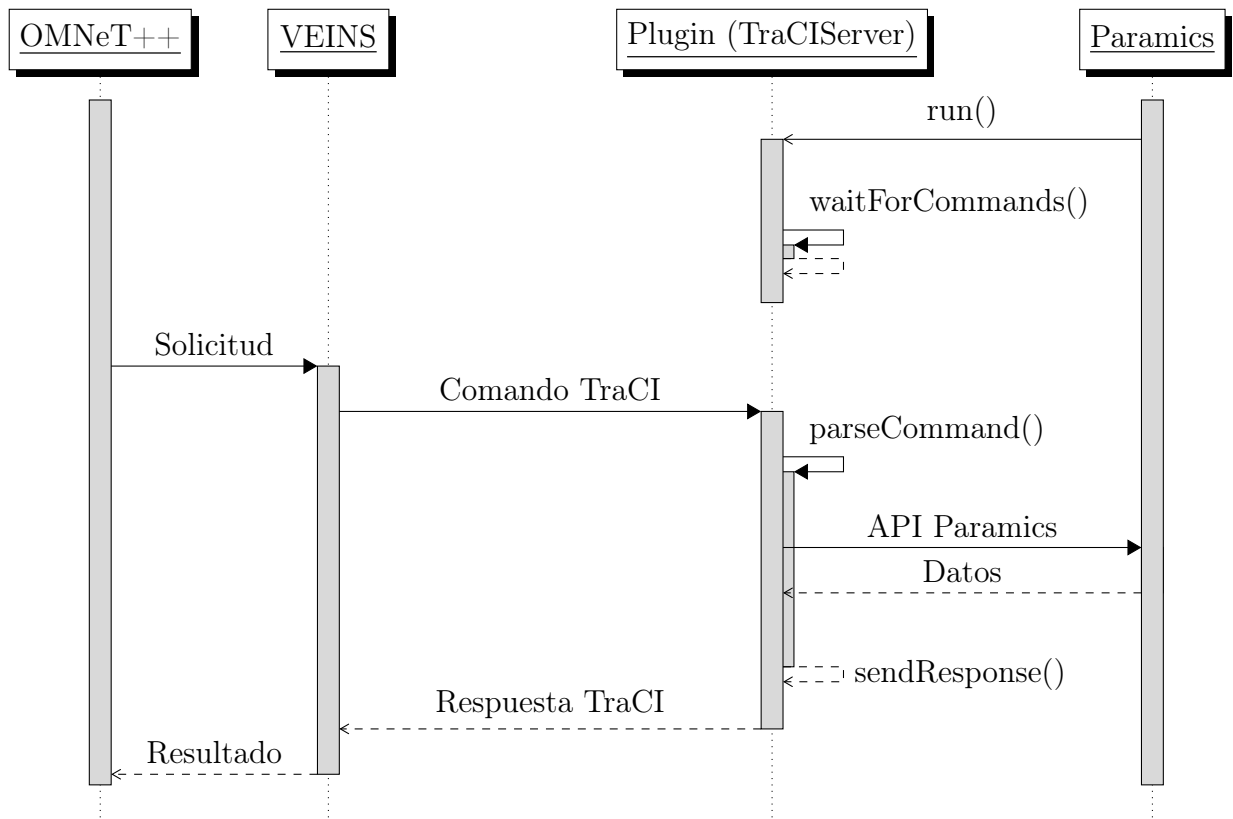 OMNeT++
VEINS
Plugin (TraCIServer)
Paramics
run()
waitForCommands()
Solicitud
Comando TraCI
parseCommand()
API Paramics
Datos
sendResponse()
Respuesta TraCI
Resultado